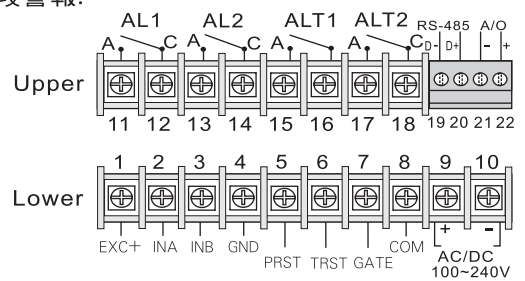 攻警報.
AL1 AL2 ALT1 ALT2 RS-485 A/O
A C A C A A C D- D+ - +
Upper
11 12 13 14 15 16 17 18 19 20 21 22
1 2 3 4 5 6 7 8 9 10
Lower
+ -
EXC+ INA INB GND PRST TRST GATE COM AC/DC
100~240V